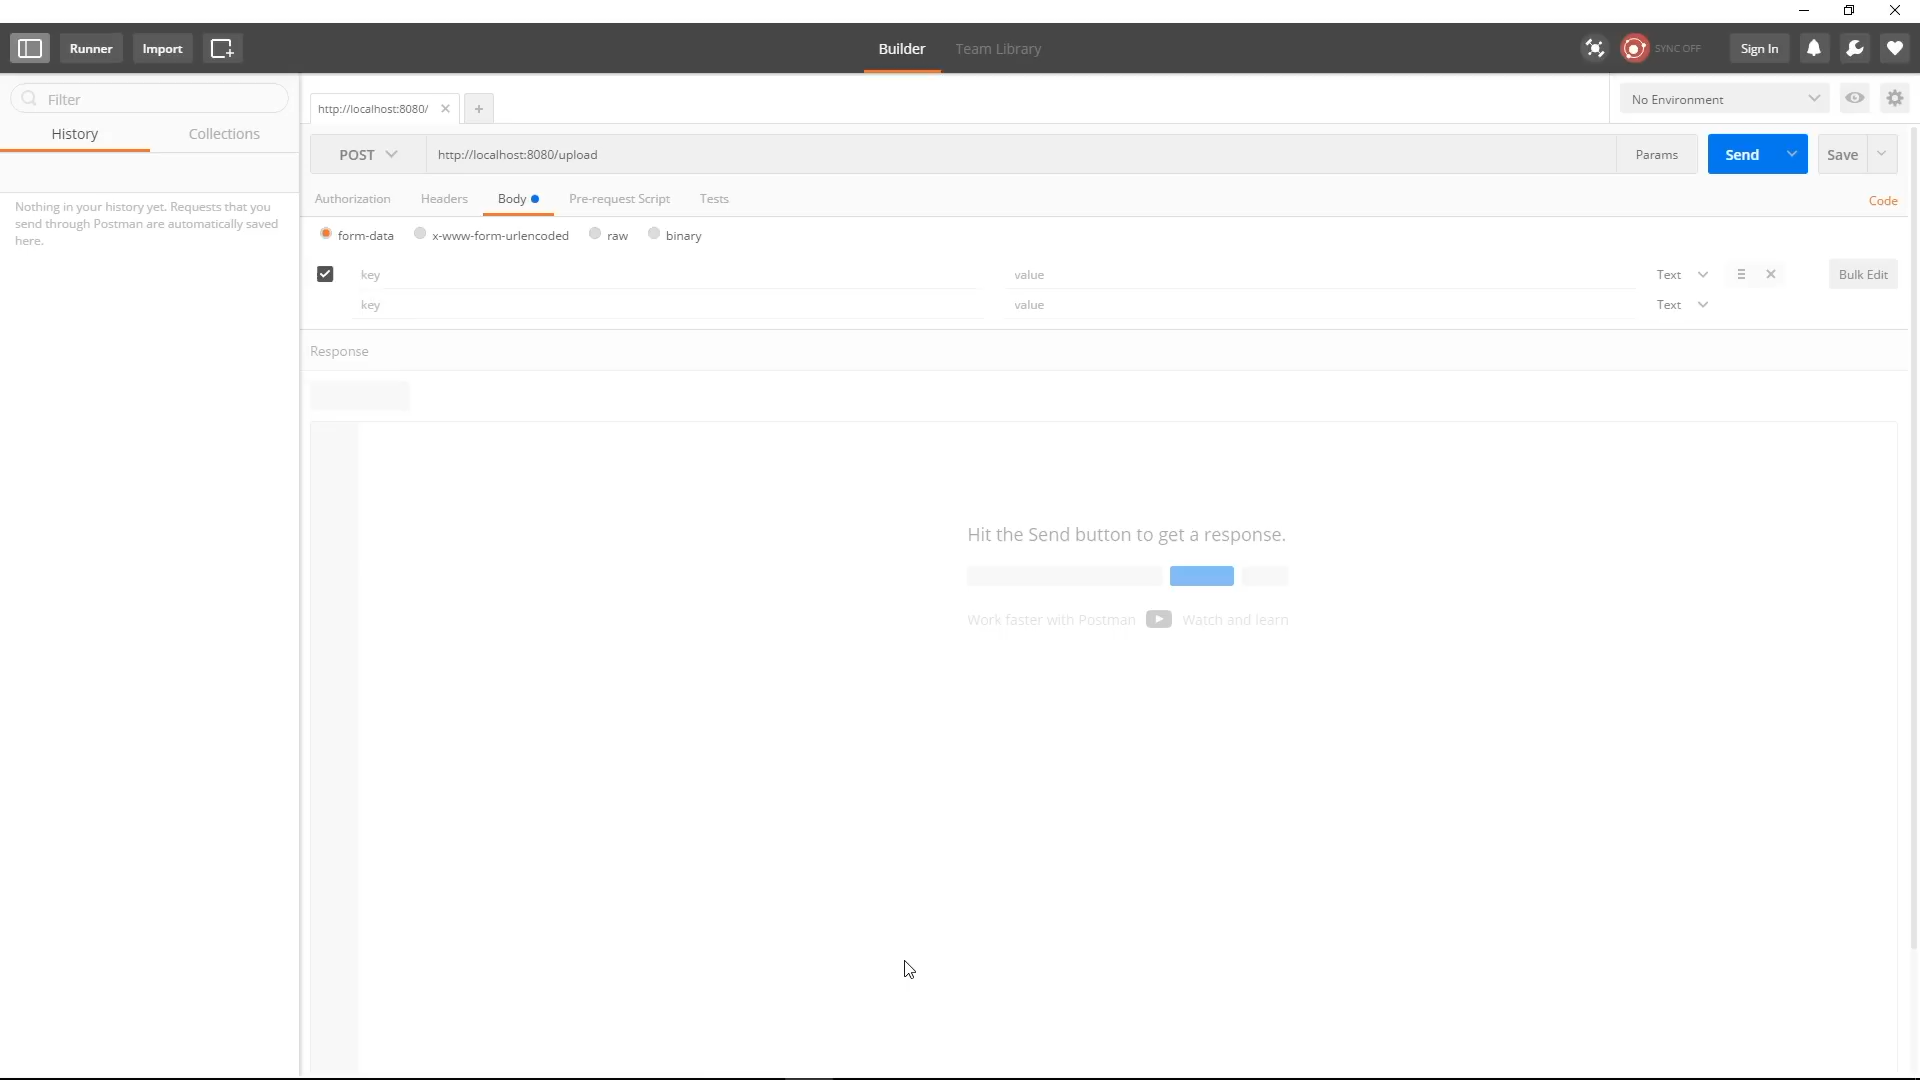 Runner Import Builder Team Library SYNC OFF Sign In
Filter
History Collections
Nothing in your history yet. Requests that you
send through Postman are automatically saved
here.
http://localhost:8080/ No Environment
POST http://localhost:8080/upload Params Send Save
Authorization Headers Body Pre-request Script Tests Code
form-data x-www-form-urlencoded raw binary
key value Text Bulk Edit
key value Text
Response
Hit the Send button to get a response.
Work faster with Postman Watch and learn